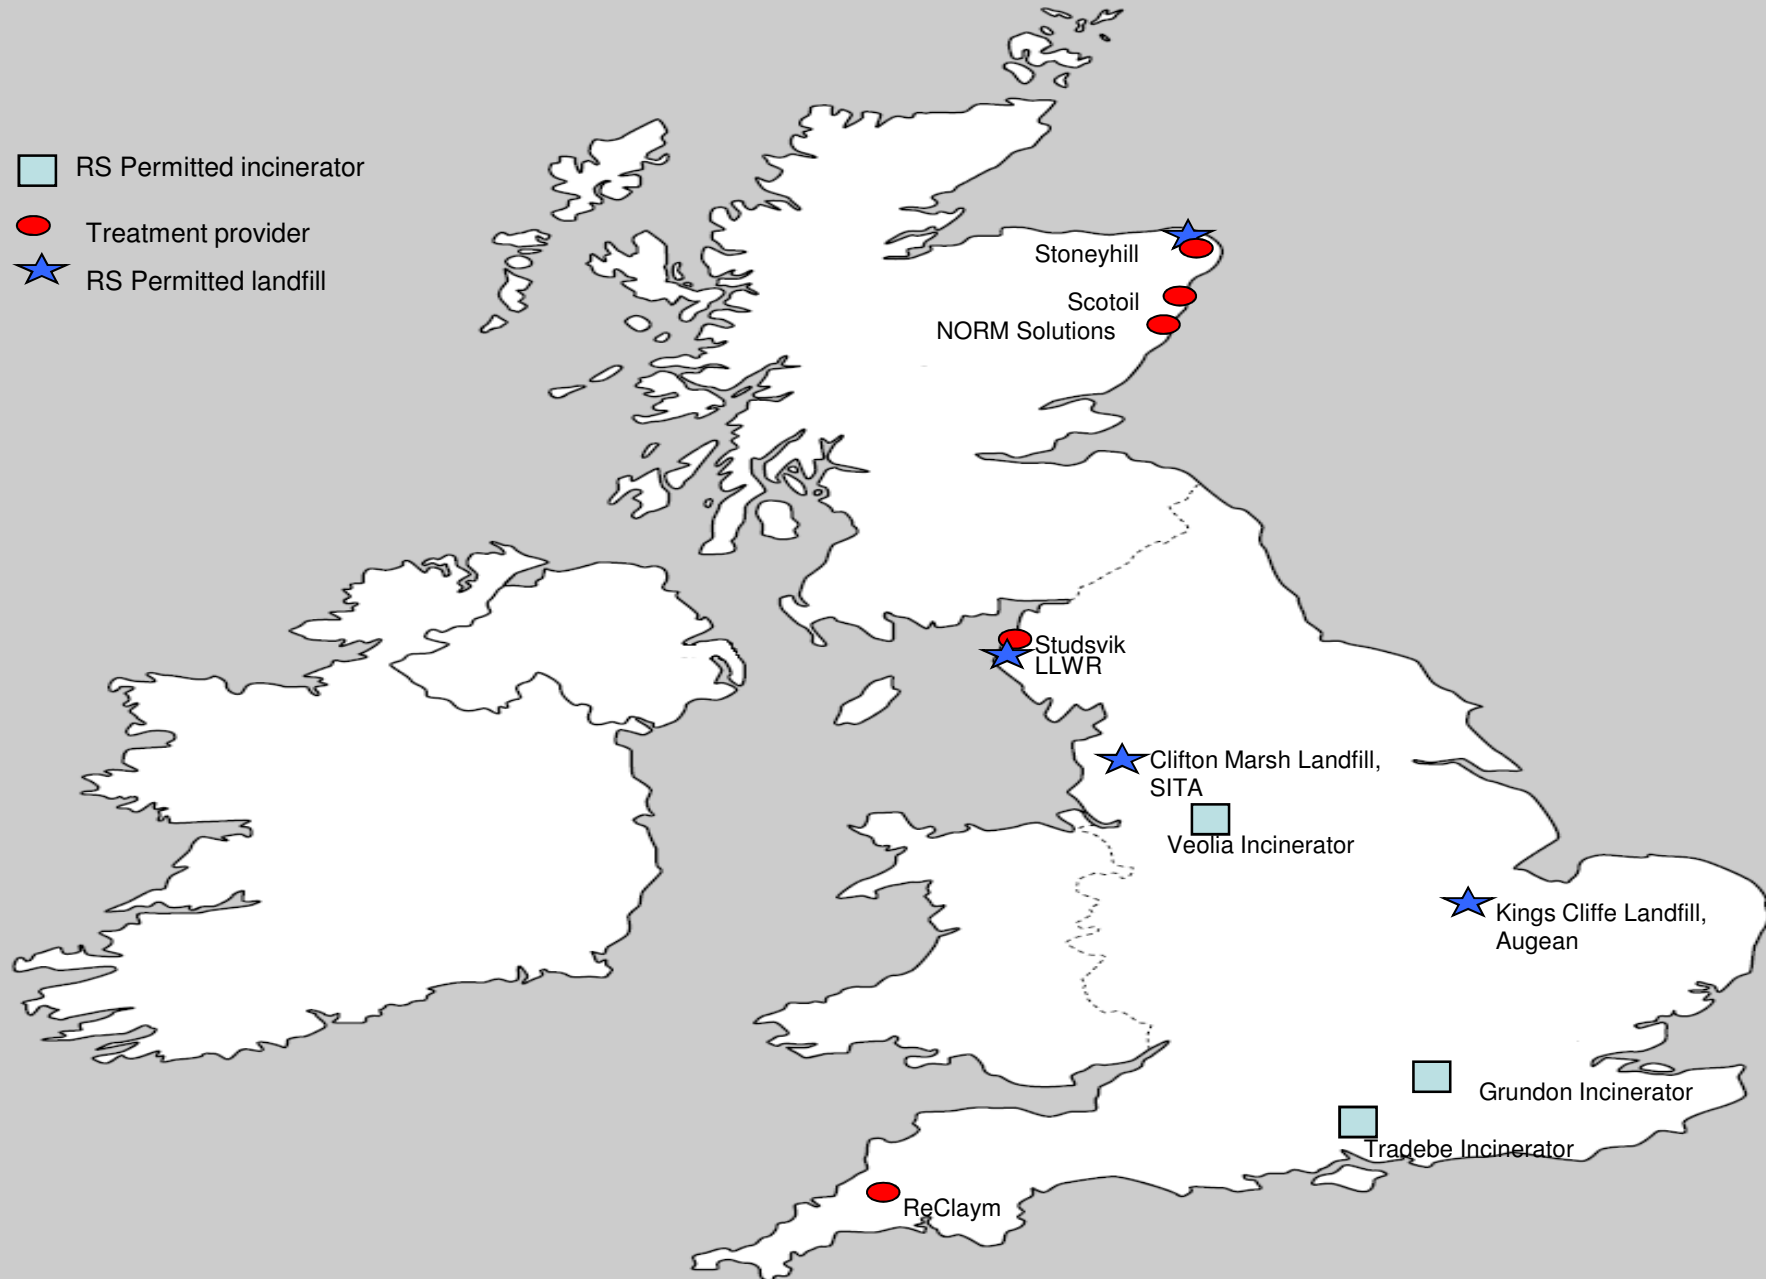 RS Permitted incinerator
Treatment provider
RS Permitted landfill
Stoneyhill
Scotoil
NORM Solutions
Studsvik
LLWR
Clifton Marsh Landfill,
SITA
Veolia Incinerator
Kings Cliffe Landfill,
Augean
Grundon Incinerator
Tradebe Incinerator
ReClaym